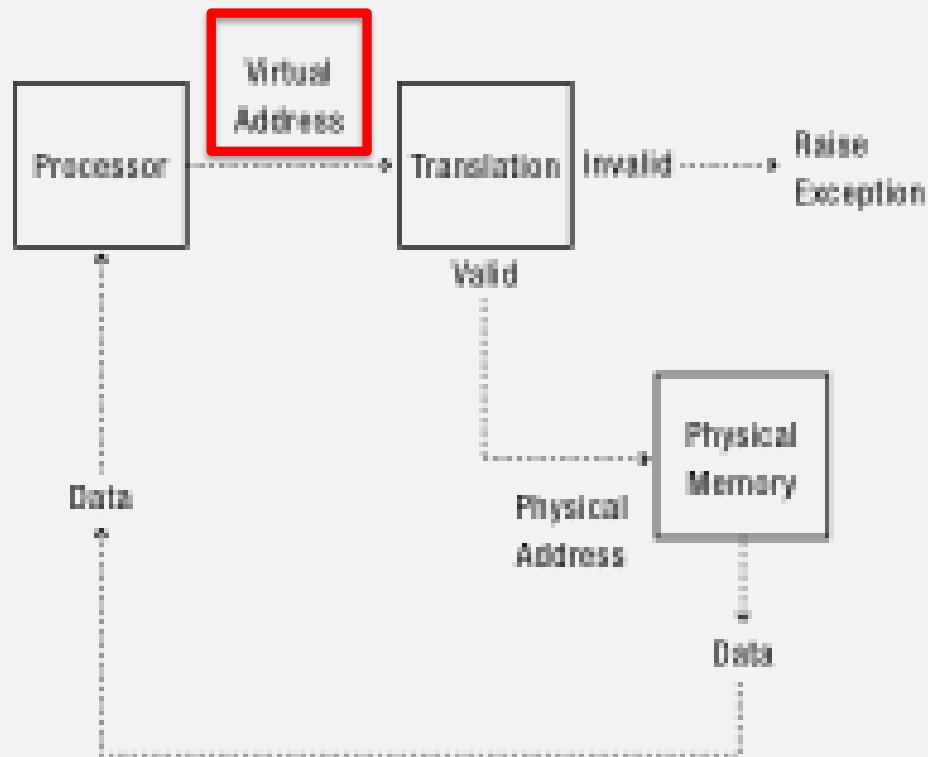 Virtual
Address
Processor
Translation
Invalid
Raise
Exception
Valid
Physical
Memory
Physical
Address
Data
Data